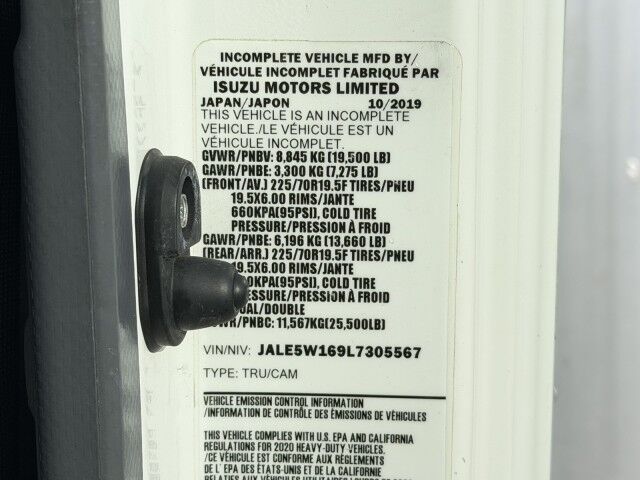 INCOMPLETE VEHICLE MFD BY/
VÉHICULE INCOMPLET FABRIQUÉ PAR
ISUZU MOTORS LIMITED
JAPAN/JAPON 10/2019
THIS VEHICLE IS AN INCOMPLETE
VEHICLE./LE VÉHICULE EST UN
VÉHICULE INCOMPLET.
GVWR/PNBV: 8,845 KG (19,500 LB)
GAWR/PNBE: 3,300 KG (7,275 LB)
(FRONT/AV.) 225/70R19.5F TIRES/PNEU
19.5X6.00 RIMS/JANTE
660KPA(95PSI), COLD TIRE
PRESSURE/PRESSION À FROID
GAWR/PNBE: 6,196 KG (13,660 LB)
(REAR/ARR.) 225/70R19.5F TIRES/PNEU
9.5X6.00 RIMS/JANTE
0KPA(95PSI), COLD TIRE
ESSURE/PRESSION À FROID
AL/DOUBLE
WR/PNBC: 11,567KG(25,500LB)
VIN/NIV: JALE5W169L7305567
TYPE: TRU/CAM
VEHICLE EMISSION CONTROL INFORMATION
/INFORMATION DE CONTRÔLE DES ÉMISSIONS DE VÉHICULES
THIS VEHICLE COMPLIES WITH U.S. EPA AND CALIFORNIA
REGULATIONS FOR 2020 HEAVY-DUTY VEHICLES.
/CE VÉHICULE EST CONFORME AUX RÈGLEMENTS
DE L' EPA DES ÉTATS-UNIS ET DE LA CALIFORNIE